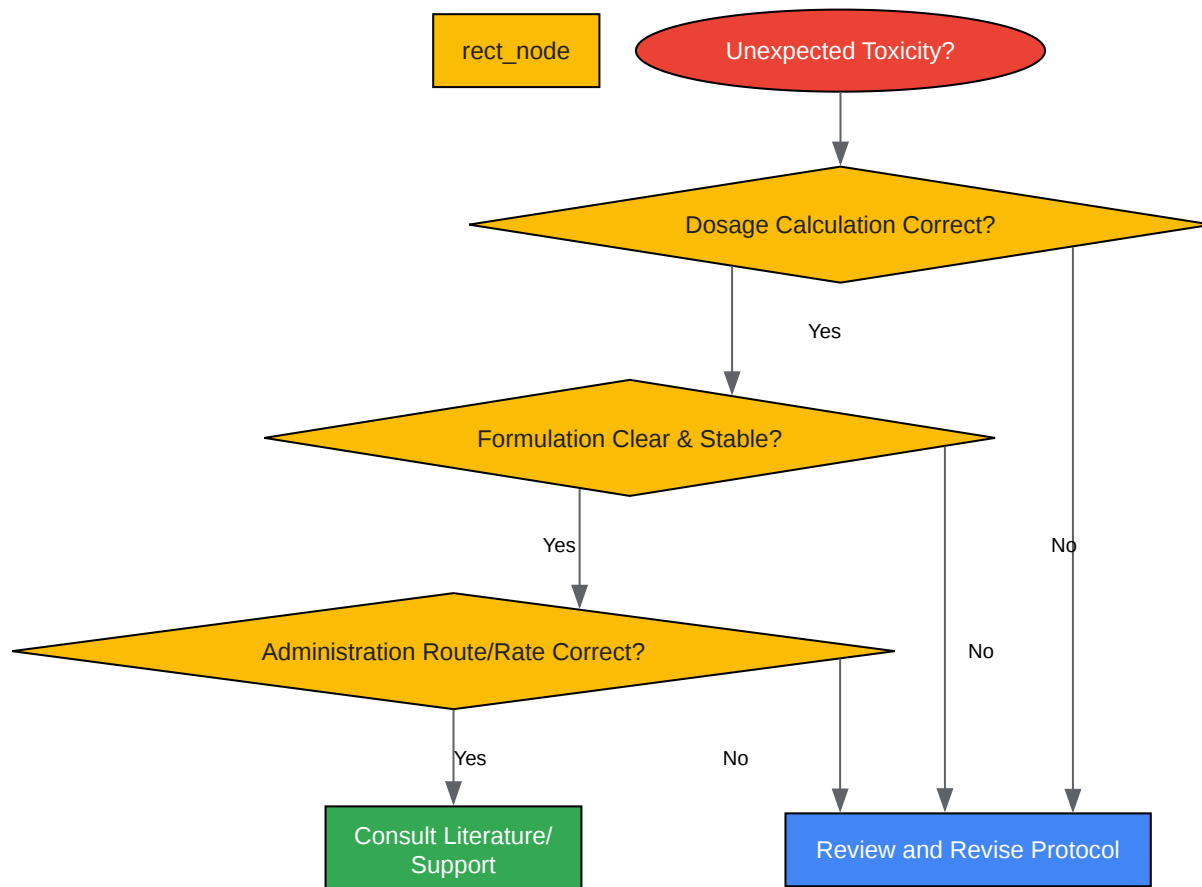 rect_node
Unexpected Toxicity?
Dosage Calculation Correct?
Yes
Formulation Clear & Stable?
Yes
No
Administration Route/Rate Correct?
No
Yes
No
Consult Literature/
Support
Review and Revise Protocol